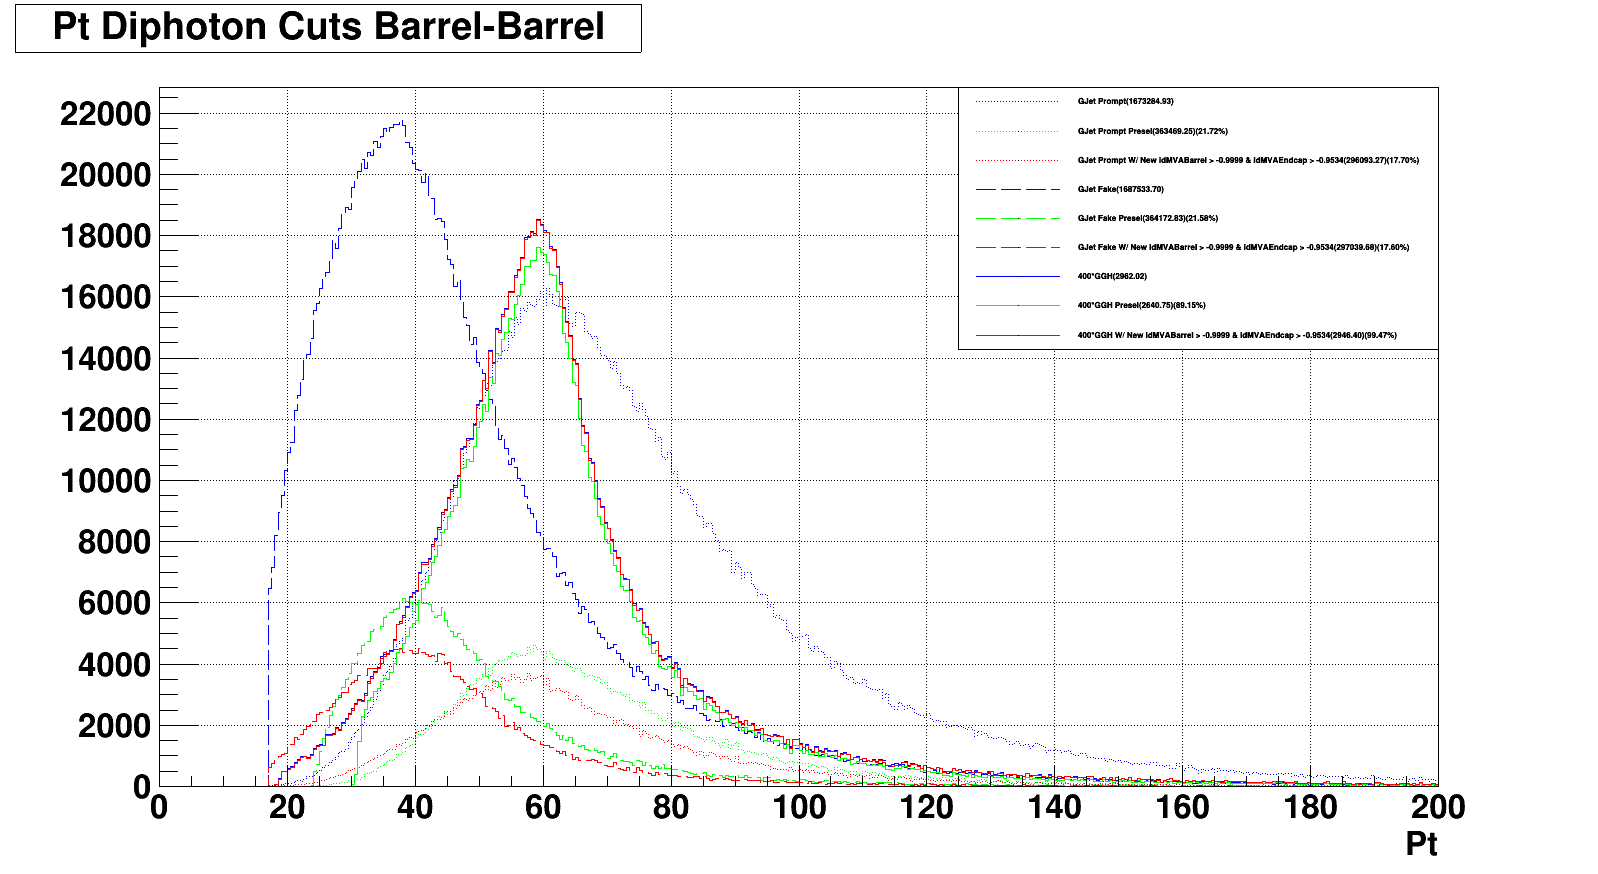 Pt Diphoton Cuts Barrel-Barrel
GJet Prompt(1673284.93)
GJet Prompt Presel(363469.25)(21.72%)
GJet Prompt W/ New idMVABarrel > -0.9999 & idMVAEndcap > -0.9534(296093.27)(17.70%)
GJet Fake(1687533.70)
GJet Fake Presel(364172.83)(21.58%)
GJet Fake W/ New idMVABarrel > -0.9999 & idMVAEndcap > -0.9534(297039.68)(17.60%)
400*GGH(2962.02)
400*GGH Presel(2640.75)(89.15%)
400*GGH W/ New idMVABarrel > -0.9999 & idMVAEndcap > -0.9534(2946.40)(99.47%)
22000
20000
18000
16000
14000
12000
10000
8000
6000
4000
2000
0
0 20 40 60 80 100 120 140 160 180 200
Pt